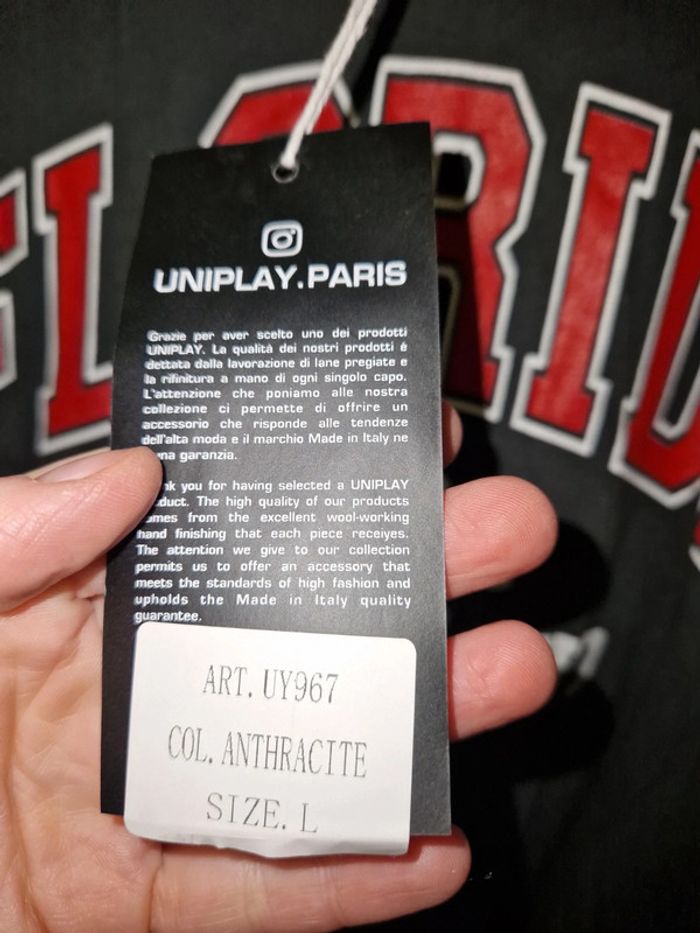 UNIPLAY.PARIS
Grazie per aver scelto uno dei prodotti
UNIPLAY. La qualità dei nostri prodotti é
dettata dalla lavorazione di lane pregiate e
la rifinitura a mano di ogni singolo capo.
L'attenzione che poniamo alle nostra
collezione ci permette di offrire un
accessorio che risponde alle tendenze
dell'alta moda e il marchio Made in Italy ne
garanzia.
you for having selected a UNIPLAY
The high quality of our products
from the excellent wool-working
hand finishing that each piece receiyes.
The attention we give to our collection
permits us to offer an accessory that
meets the standards of high fashion and
upholds the Made in Italy quality
guarantee.
ART. UY967
COL. ANTHRACITE
SIZE. L